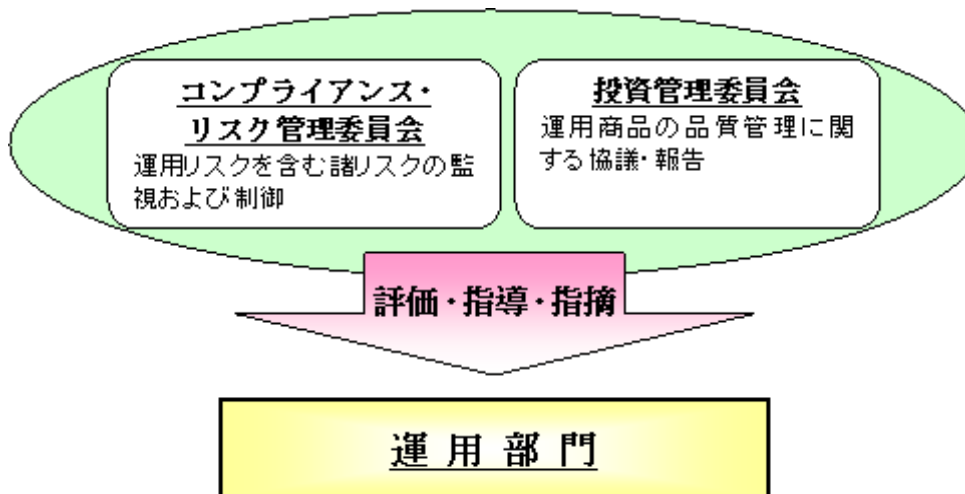 コンプライアンス・
リスク管理委員会
運用リスクを含む諸リスクの監
視および制御
投資管理委員会
運用商品の品質管理に関
する協議・報告
評価・指導・指摘
運用部門